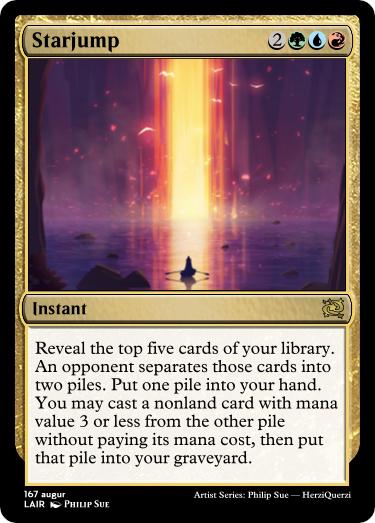 Starjump 2
Instant
Reveal the top five cards of your library.
An opponent separates those cards into
two piles. Put one pile into your hand.
You may cast a nonland card with mana
value 3 or less from the other pile
without paying its mana cost, then put
that pile into your graveyard.
167 augur
LAIR Philip Sue
Artist Series: Philip Sue — HerziQuerzi